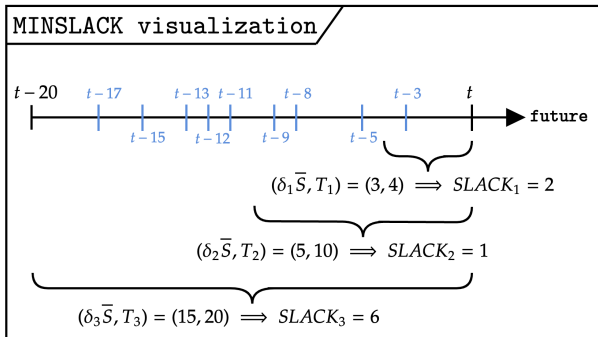 MINSLACK visualization
t − 20 t − 17 t − 13 t − 11 t − 8 t − 3 t
future
t − 15 t − 12 t − 9 t − 5
(δ₁S̅, T₁) = (3, 4) ⟹ SLACK₁ = 2
(δ₂S̅, T₂) = (5, 10) ⟹ SLACK₂ = 1
(δ₃S̅, T₃) = (15, 20) ⟹ SLACK₃ = 6